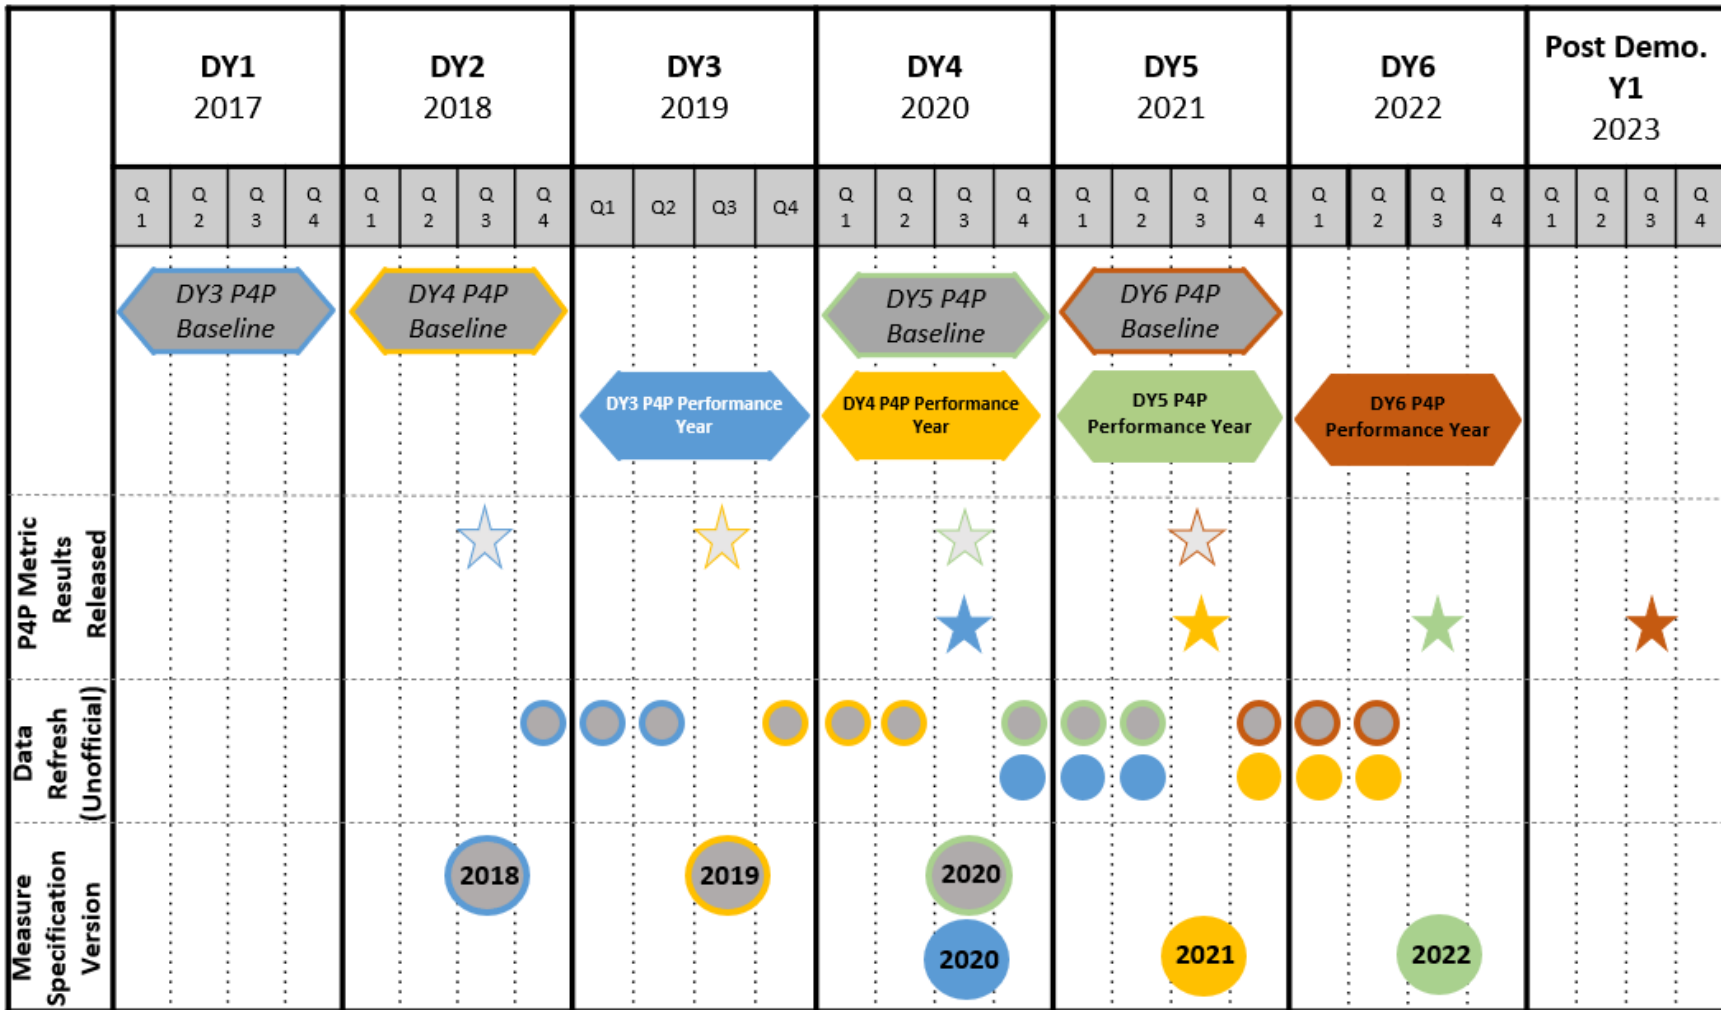 DY1
2017
DY2
2018
DY3
2019
DY4
2020
DY5
2021
DY6
2022
Post Demo.
Y1
2023
Q
1
Q
2
Q
3
Q
4
Q
1
Q
2
Q
3
Q
4
Q1
Q2
Q3
Q4
Q
1
Q
2
Q
3
Q
4
Q
1
Q
2
Q
3
Q
4
Q
1
Q
2
Q
3
Q
4
Q
1
Q
2
Q
3
Q
4
DY3 P4P
Baseline
DY4 P4P
Baseline
DY5 P4P
Baseline
DY6 P4P
Baseline
DY3 P4P Performance
Year
DY4 P4P Performance
Year
DY5 P4P
Performance Year
DY6 P4P
Performance Year
P4P Metric
Results
Released
Data
Refresh
(Unofficial)
Measure
Specification
Version
2018
2019
2020
2020
2021
2022